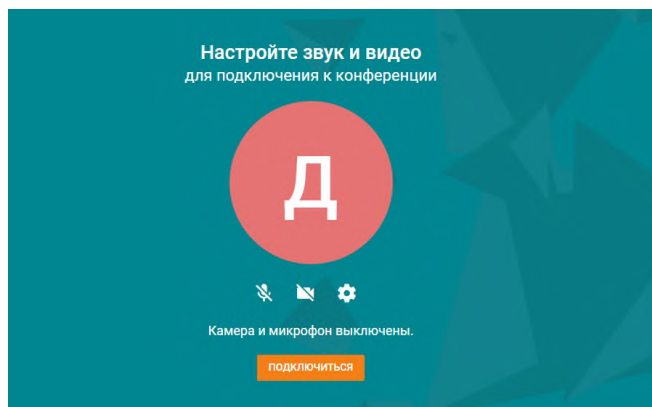 Настройте звук и видео
для подключения к конференции
Д
Камера и микрофон выключены.
ПОДКЛЮЧИТЬСЯ